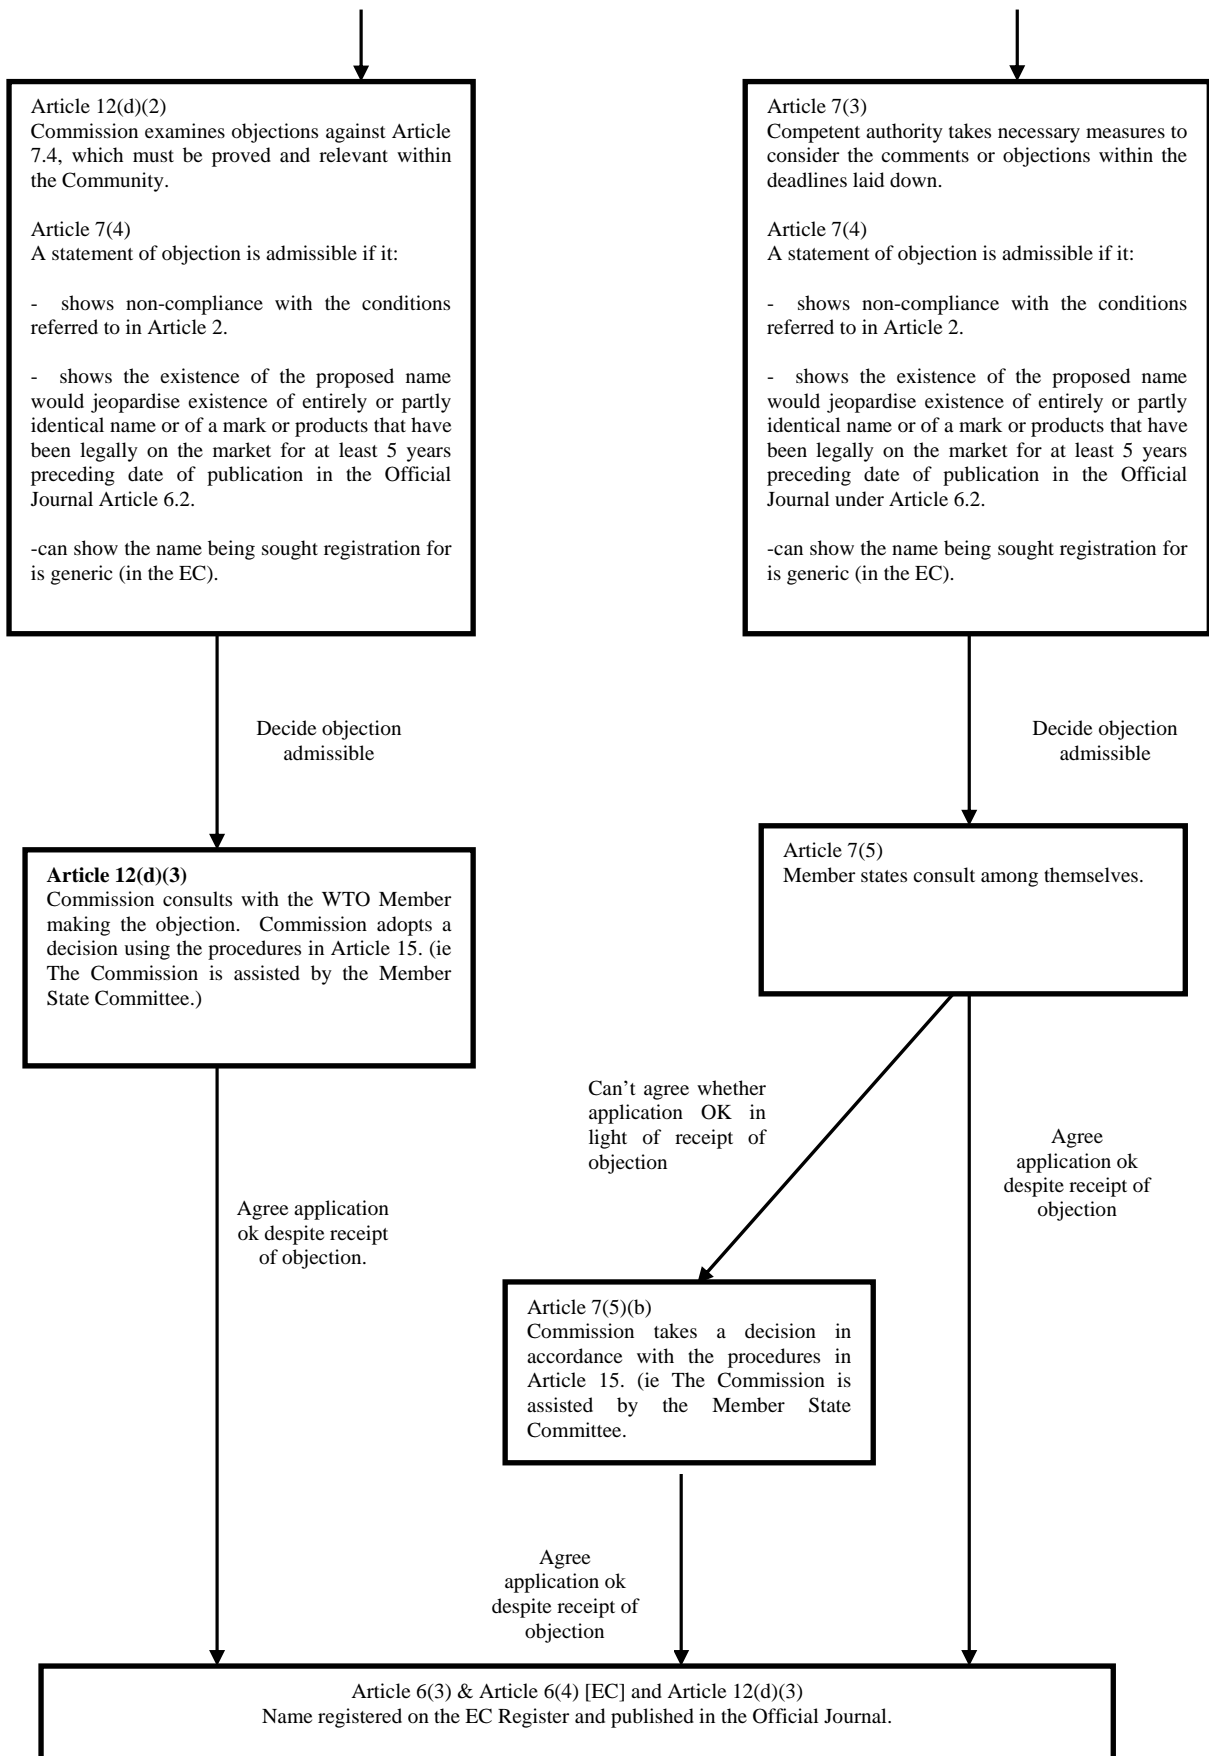 Article 12(d)(2)
Commission examines objections against Article
7.4, which must be proved and relevant within
the Community.
Article 7(4)
A statement of objection is admissible if it:
- shows non-compliance with the conditions
referred to in Article 2.
- shows the existence of the proposed name
would jeopardise existence of entirely or partly
identical name or of a mark or products that have
been legally on the market for at least 5 years
preceding date of publication in the Official
Journal Article 6.2.
-can show the name being sought registration for
is generic (in the EC).
Article 7(3)
Competent authority takes necessary measures to
consider the comments or objections within the
deadlines laid down.
Article 7(4)
A statement of objection is admissible if it:
- shows non-compliance with the conditions
referred to in Article 2.
- shows the existence of the proposed name
would jeopardise existence of entirely or partly
identical name or of a mark or products that have
been legally on the market for at least 5 years
preceding date of publication in the Official
Journal under Article 6.2.
-can show the name being sought registration for
is generic (in the EC).
Decide objection
admissible
Decide objection
admissible
Article 12(d)(3)
Commission consults with the WTO Member
making the objection. Commission adopts a
decision using the procedures in Article 15. (ie
The Commission is assisted by the Member
State Committee.)
Article 7(5)
Member states consult among themselves.
Can't agree whether
application OK in
light of receipt of
objection
Agree
application ok
despite receipt of
objection
Agree application
ok despite receipt
of objection.
Article 7(5)(b)
Commission takes a decision in
accordance with the procedures in
Article 15. (ie The Commission is
assisted by the Member State
Committee.
Agree
application ok
despite receipt of
objection
Article 6(3) & Article 6(4) [EC] and Article 12(d)(3)
Name registered on the EC Register and published in the Official Journal.